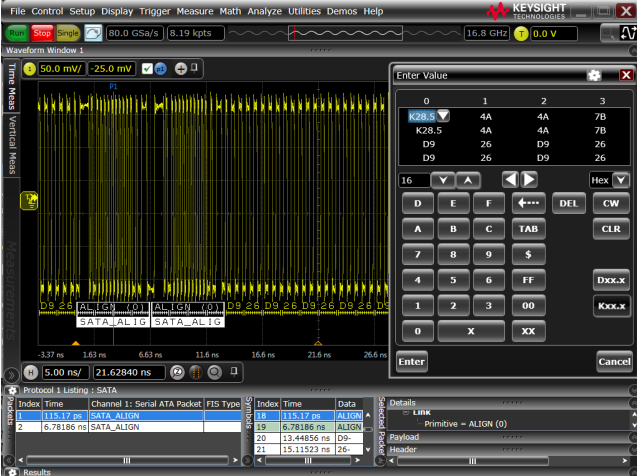 File Control Setup Display Trigger Measure Math Analyze Utilities Demos Help
KEYSIGHT
TECHNOLOGIES
Run Stop Single 80.0 GSa/s 8.19 kpts 16.8 GHz T 0.0 V
Waveform Window 1
Time Meas
Vertical Meas
Measurements
1 50.0 mV/ -25.0 mV p1
P1
Enter Value
0 1 2 3
K28.5 4A 4A 7B
K28.5 4A 4A 7B
D9 26 D9 26
D9 26 D9 26
16 Hex
D E F DEL CW
A B C TAB CLR
7 8 9 $
4 5 6 FF Dxx.x
1 2 3 00 Kxx.x
0 X XX
Enter Cancel
D9 26 ALIGN (0) ALIGN (0) D9 26 D9 26 D9 26 D9 26 D9 26
SATA_ALIG SATA_ALIG
-3.37 ns 1.63 ns 6.63 ns 11.6 ns 16.6 ns 21.6 ns 26.6 ns
H 5.00 ns/ 21.62840 ns 0
Protocol 1 Listing : SATA
Packets
Index Time Channel 1: Serial ATA Packet FIS Type
1 115.17 ps SATA_ALIGN
2 6.78186 ns SATA_ALIGN
Symbols
Index Time Data
18 115.17 ps ALIGN
19 6.78186 ns ALIGN
20 13.44856 ns D9-
21 15.11523 ns 26-
Selected Packe
Details
Link
Primitive = ALIGN (0)
Payload
Header
Results